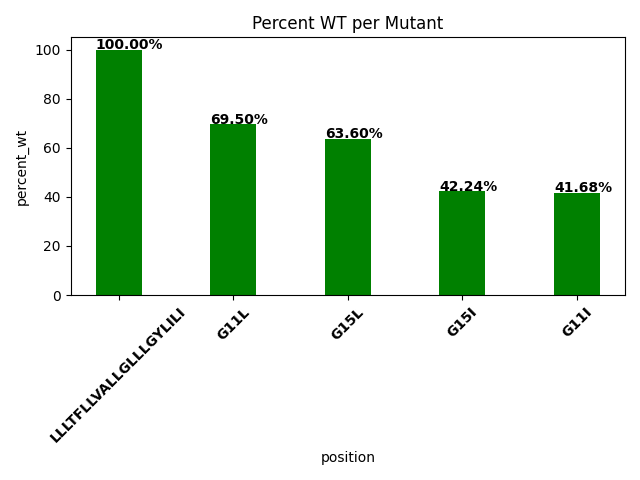 Percent WT per Mutant
percent_wt
100
80
60
40
20
0
100.00%
69.50%
63.60%
42.24%
41.68%
LLLTFLLVALLGLLLGYLILI
G11L
G15L
G15I
G11I
position